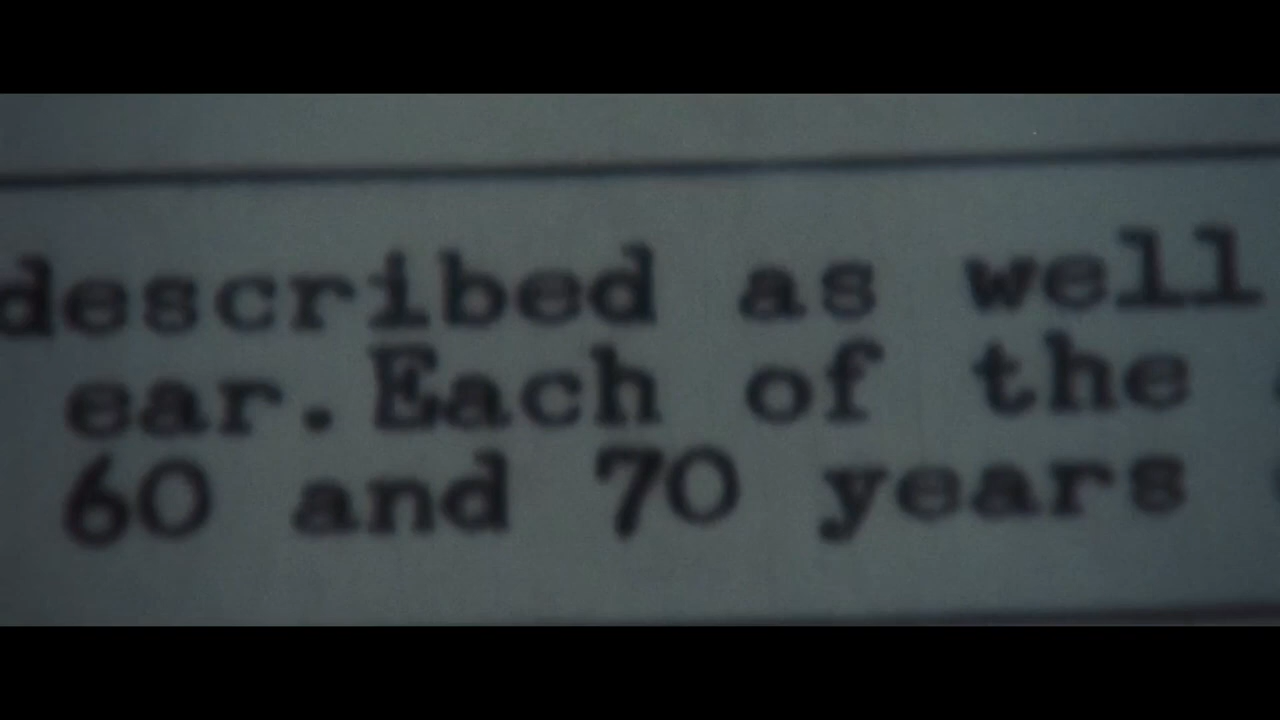 described as well
ear.Each of the
60 and 70 years